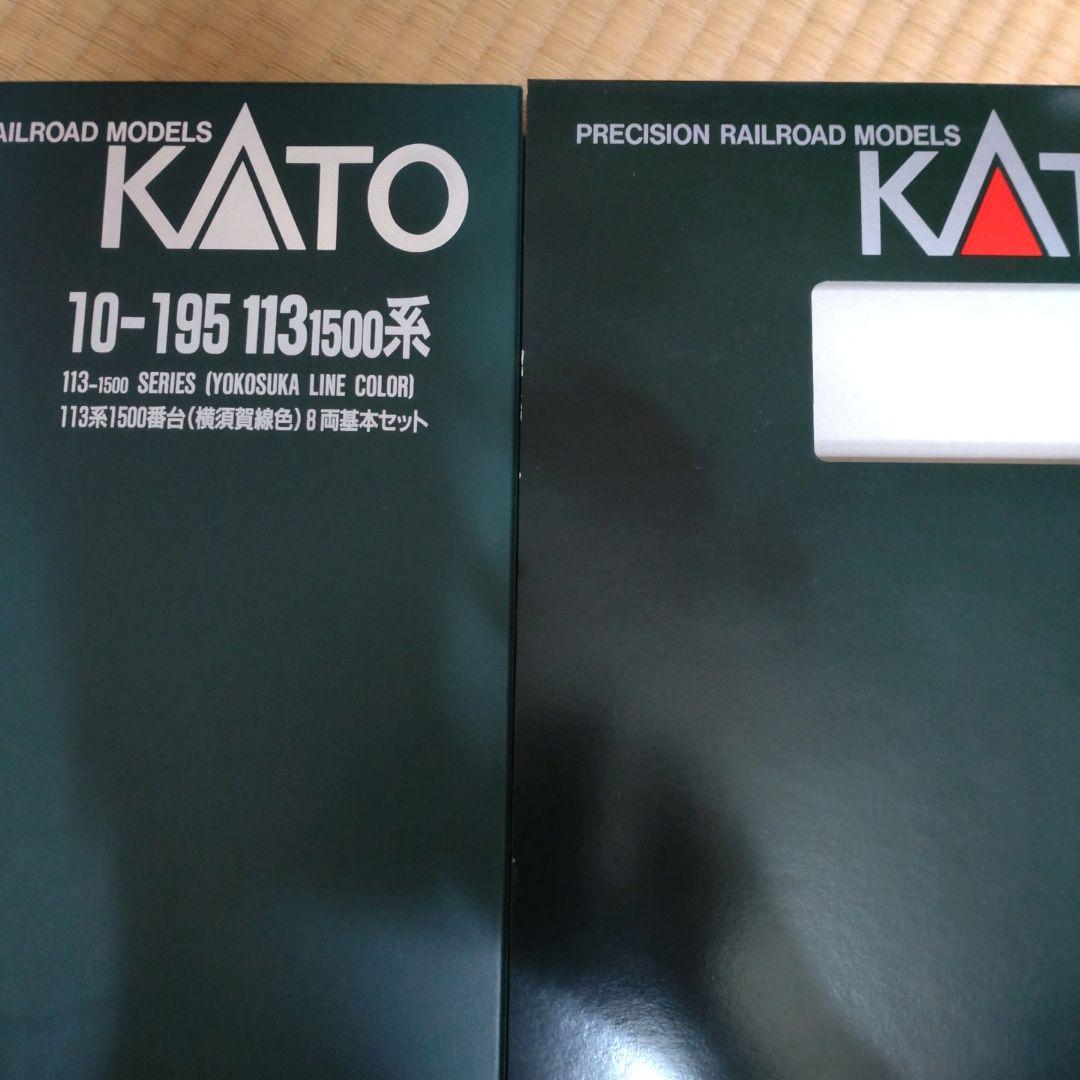 AILROAD MODELS
KATO
10-195 113 1500系
113-1500 SERIES (YOKOSUKA LINE COLOR)
113系1500番台(横須賀線色)8両基本セット
PRECISION RAILROAD MODELS
KAT